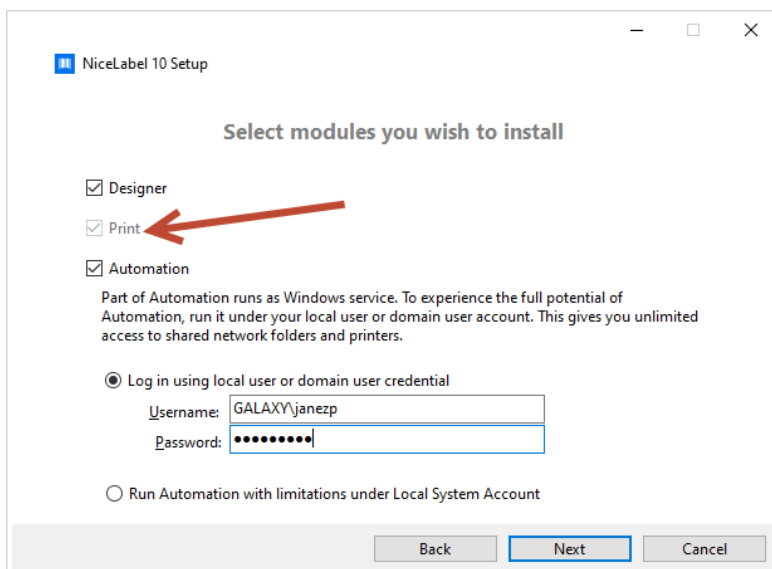 NiceLabel 10 Setup
Select modules you wish to install
Designer
Print
Automation
Part of Automation runs as Windows service. To experience the full potential of
Automation, run it under your local user or domain user account. This gives you unlimited
access to shared network folders and printers.
Log in using local user or domain user credential
Username: GALAXY\janezp
Password: ●●●●●●●●●
Run Automation with limitations under Local System Account
Back Next Cancel